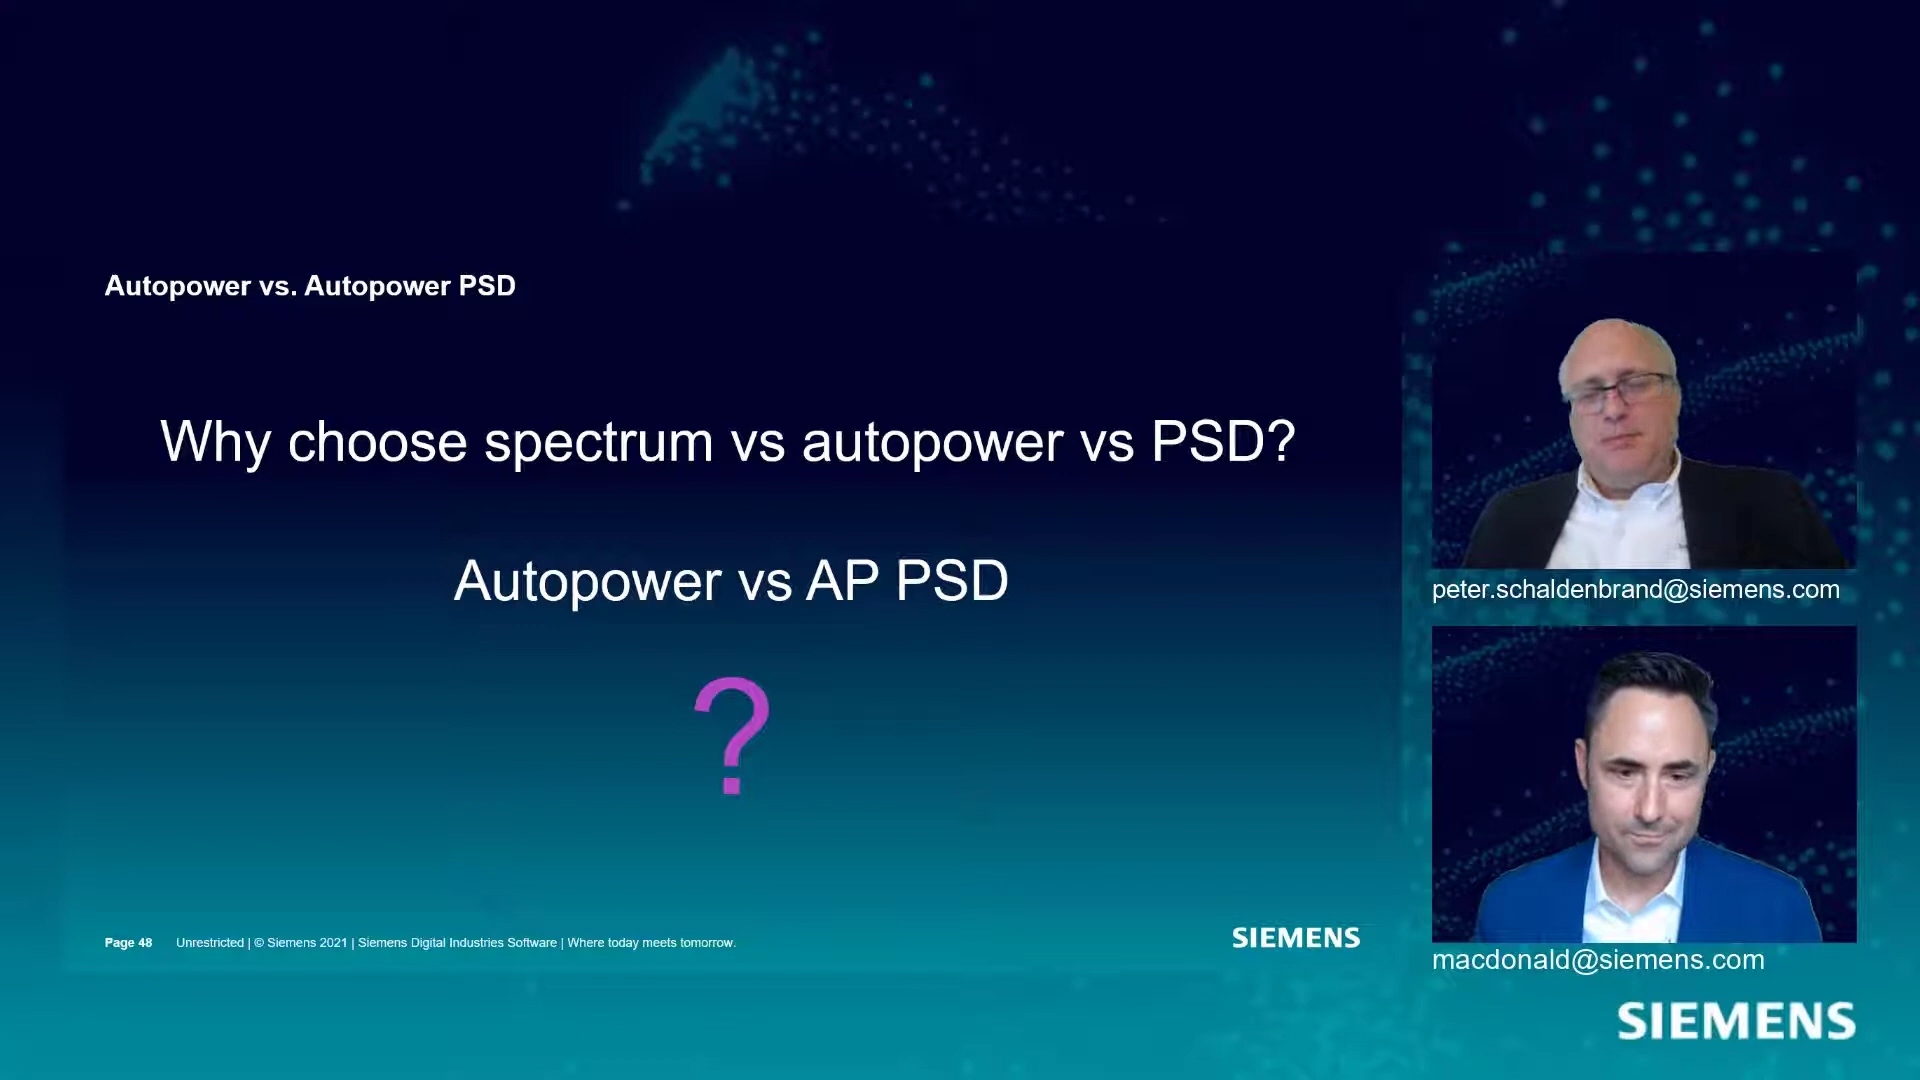 Autopower vs. Autopower PSD
Why choose spectrum vs autopower vs PSD?
Autopower vs AP PSD
?
Page 48 Unrestricted | © Siemens 2021 | Siemens Digital Industries Software | Where today meets tomorrow.
SIEMENS
peter.schaldenbrand@siemens.com
macdonald@siemens.com
SIEMENS